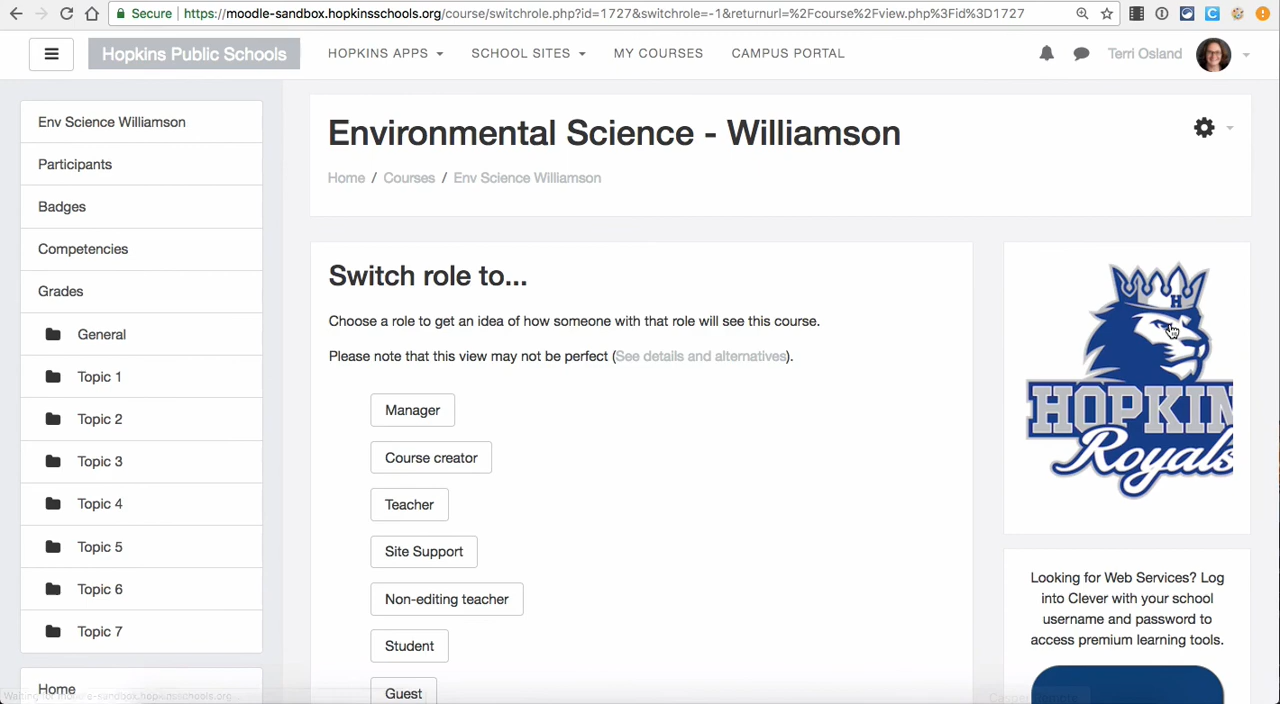 Secure https://moodle-sandbox.hopkinsschools.org/course/switchrole.php?id=1727&switchrole=-1&returnurl=%2Fcourse%2Fview.php%3Fid%3D1727
Hopkins Public Schools HOPKINS APPS SCHOOL SITES MY COURSES CAMPUS PORTAL Terri Osland
Env Science Williamson
Participants
Badges
Competencies
Grades
General
Topic 1
Topic 2
Topic 3
Topic 4
Topic 5
Topic 6
Topic 7
Home
Environmental Science - Williamson
Home / Courses / Env Science Williamson
Switch role to...
Choose a role to get an idea of how someone with that role will see this course.
Please note that this view may not be perfect (See details and alternatives).
Manager
Course creator
Teacher
Site Support
Non-editing teacher
Student
Guest
H
HOPKIN
Royals
Looking for Web Services? Log
into Clever with your school
username and password to
access premium learning tools.